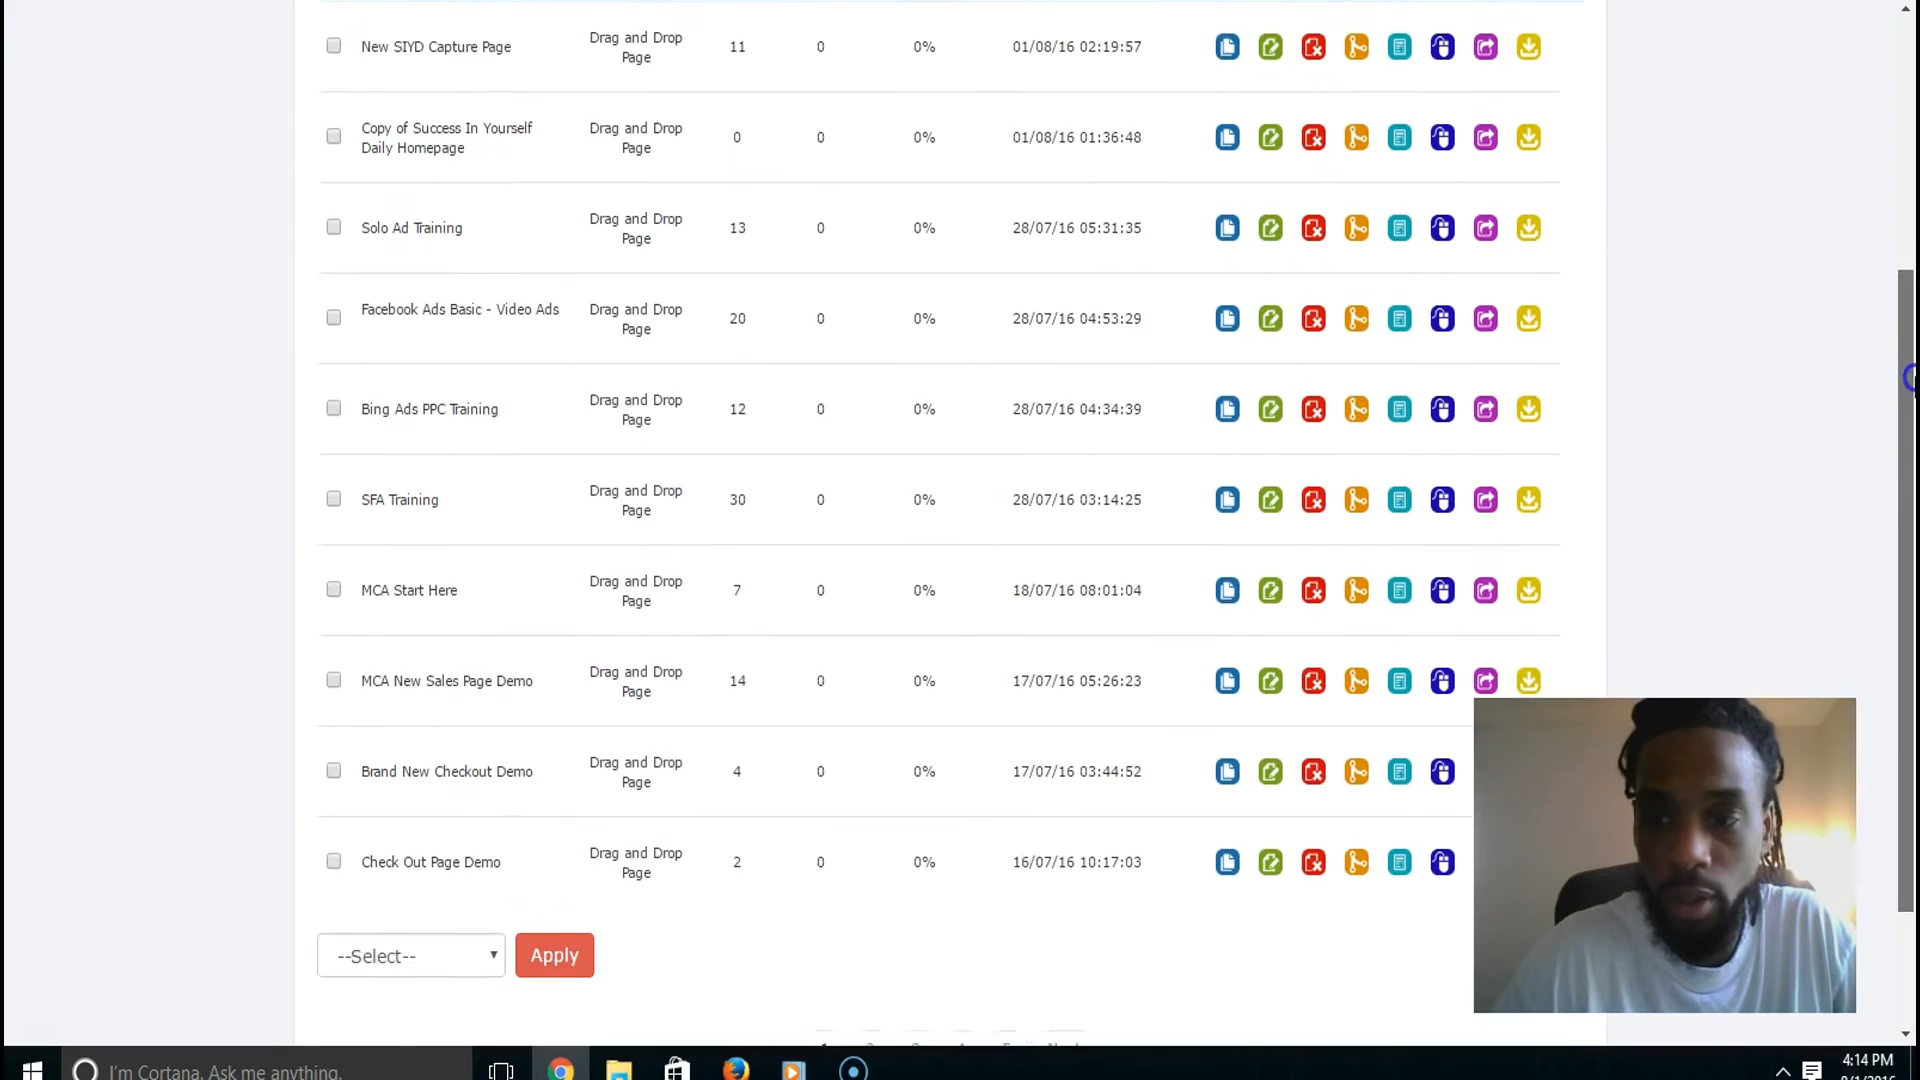 New SIYD Capture Page Drag and Drop Page 11 0 0% 01/08/16 02:19:57
Copy of Success In Yourself Daily Homepage Drag and Drop Page 0 0 0% 01/08/16 01:36:48
Solo Ad Training Drag and Drop Page 13 0 0% 28/07/16 05:31:35
Facebook Ads Basic - Video Ads Drag and Drop Page 20 0 0% 28/07/16 04:53:29
Bing Ads PPC Training Drag and Drop Page 12 0 0% 28/07/16 04:34:39
SFA Training Drag and Drop Page 30 0 0% 28/07/16 03:14:25
MCA Start Here Drag and Drop Page 7 0 0% 18/07/16 08:01:04
MCA New Sales Page Demo Drag and Drop Page 14 0 0% 17/07/16 05:26:23
Brand New Checkout Demo Drag and Drop Page 4 0 0% 17/07/16 03:44:52
Check Out Page Demo Drag and Drop Page 2 0 0% 16/07/16 10:17:03
--Select-- Apply
I'm Cortana. Ask me anything.
4:14 PM